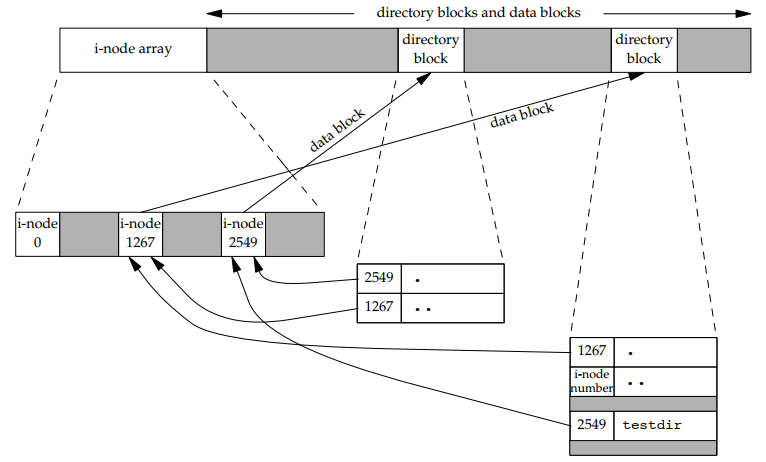 directory blocks and data blocks
i-node array
directory
block
directory
block
data block
data block
i-node
0
i-node
1267
i-node
2549
2549 .
1267 ..
1267 .
i-node
number ..
2549 testdir